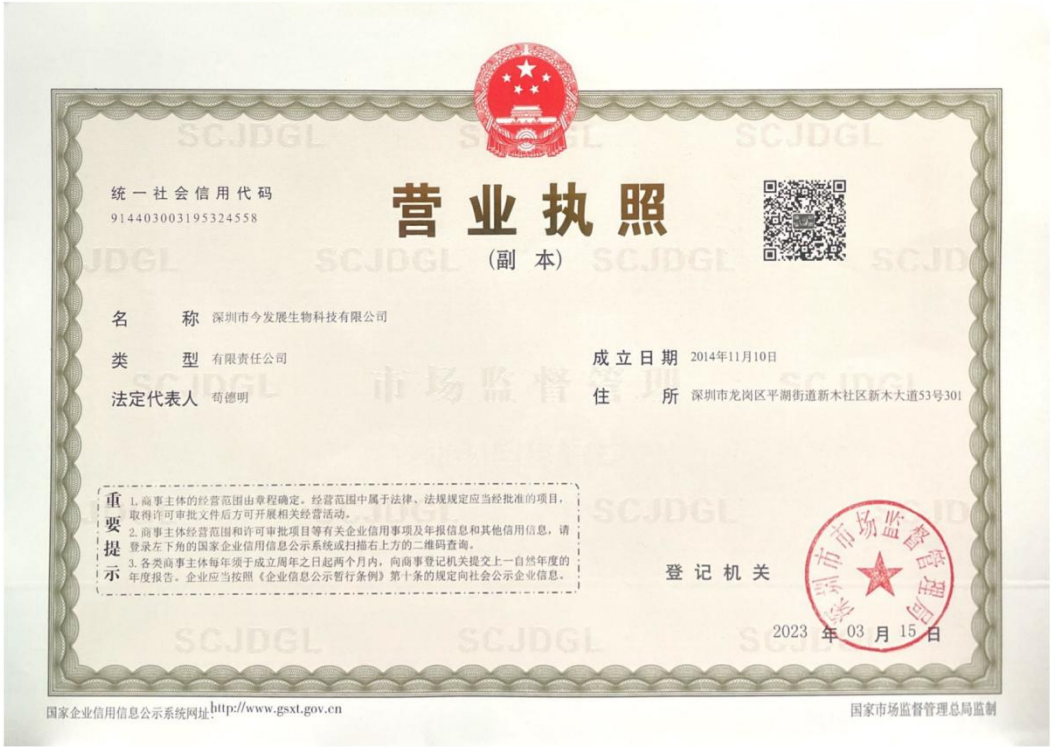 统一社会信用代码
914403003195324558
营业执照
(副 本)
名 称 深圳市今发展生物科技有限公司
类 型 有限责任公司
法定代表人 苟德明
成立日期 2014年11月10日
住 所 深圳市龙岗区平湖街道新木社区新木大道53号301
重要提示
1.商事主体的经营范围由章程确定。经营范围中属于法律、法规规定应当经批准的项目，
取得许可审批文件后方可开展相关经营活动。
2.商事主体经营范围和许可审批项目等有关企业信用事项及年报信息和其他信用信息，请
登录左下角的国家企业信用信息公示系统或扫描右上方的二维码查询。
3.各类商事主体每年须于成立周年之日起两个月内，向商事登记机关提交上一自然年度的
年度报告。企业应当按照《企业信息公示暂行条例》第十条的规定向社会公示企业信息。
登记机关
深圳市市场监督管理局
2023 年 03 月 15 日
国家企业信用信息公示系统网址:http://www.gsxt.gov.cn
国家市场监督管理总局监制
SCJDGL
市场监督管理